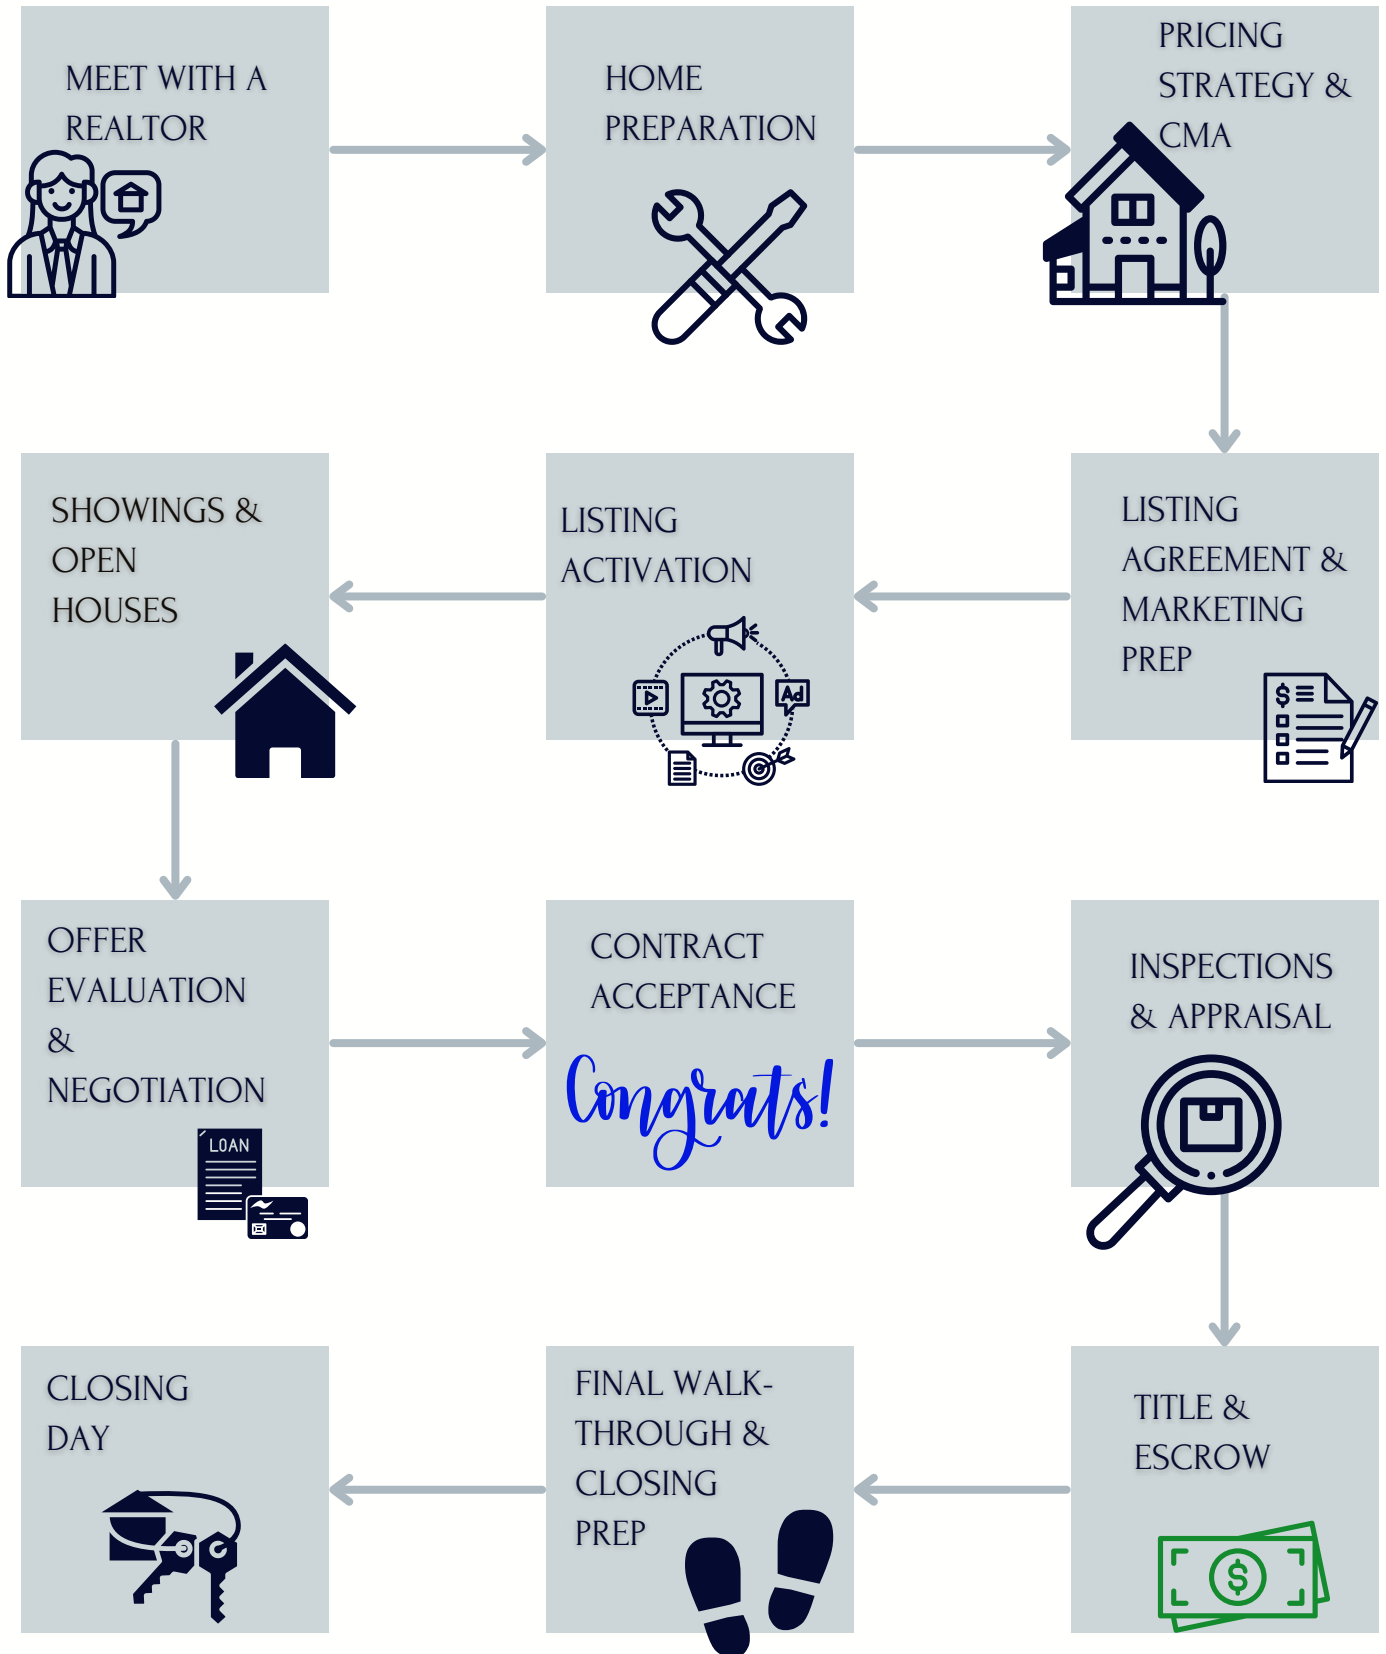 MEET WITH A
REALTOR
HOME
PREPARATION
PRICING
STRATEGY &
CMA
LISTING
AGREEMENT &
MARKETING
PREP
$
LISTING
ACTIVATION
Ad
SHOWINGS &
OPEN
HOUSES
OFFER
EVALUATION
&
NEGOTIATION
LOAN
CONTRACT
ACCEPTANCE
Congrats!
INSPECTIONS
& APPRAISAL
TITLE &
ESCROW
$
FINAL WALK-
THROUGH &
CLOSING
PREP
CLOSING
DAY